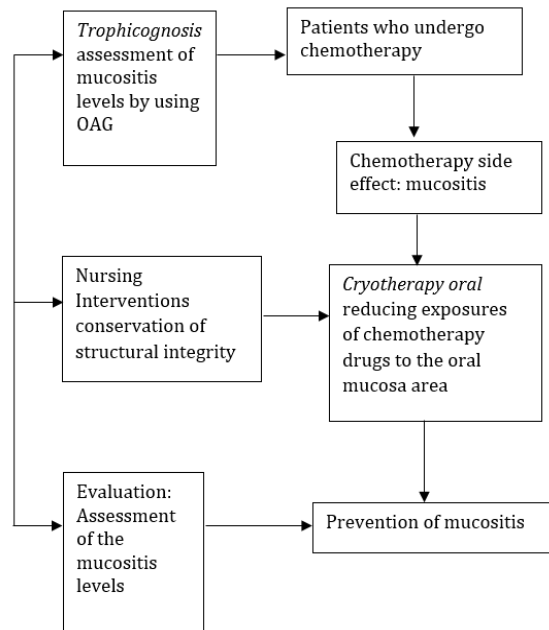 Trophicognosis
assessment of
mucositis
levels by using
OAG
Patients who undergo
chemotherapy
Chemotherapy side
effect: mucositis
Nursing
Interventions
conservation of
structural integrity
Cryotherapy oral
reducing exposures
of chemotherapy
drugs to the oral
mucosa area
Evaluation:
Assessment
of the
mucositis
levels
Prevention of mucositis